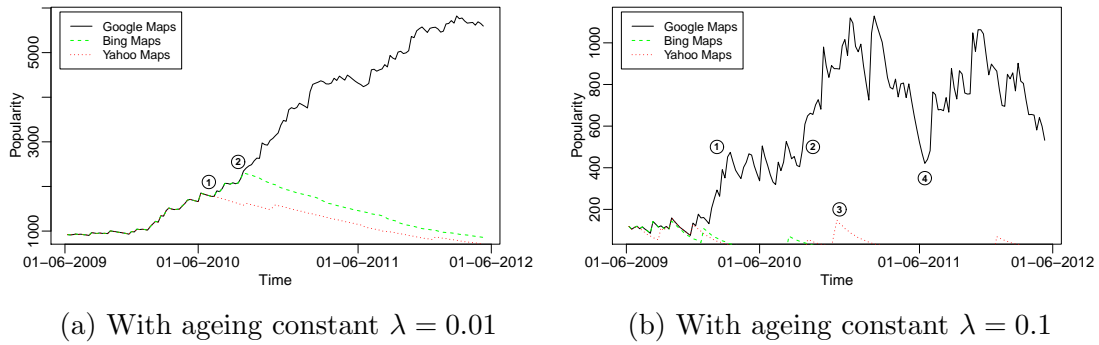 Google Maps
Bing Maps
Yahoo Maps
Popularity
1000
3000
5000
1
2
01−06−2009
01−06−2010
01−06−2011
01−06−2012
Time
(a) With ageing constant λ = 0.01
Google Maps
Bing Maps
Yahoo Maps
Popularity
200
400
600
800
1000
1
2
3
4
01−06−2009
01−06−2010
01−06−2011
01−06−2012
Time
(b) With ageing constant λ = 0.1